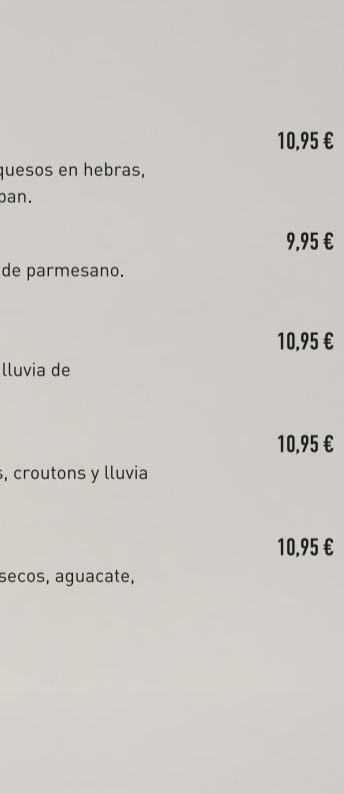 10,95 €
quesos en hebras,
pan.
9,95 €
de parmesano.
10,95 €
lluvia de
10,95 €
s, croutons y lluvia
10,95 €
secos, aguacate,